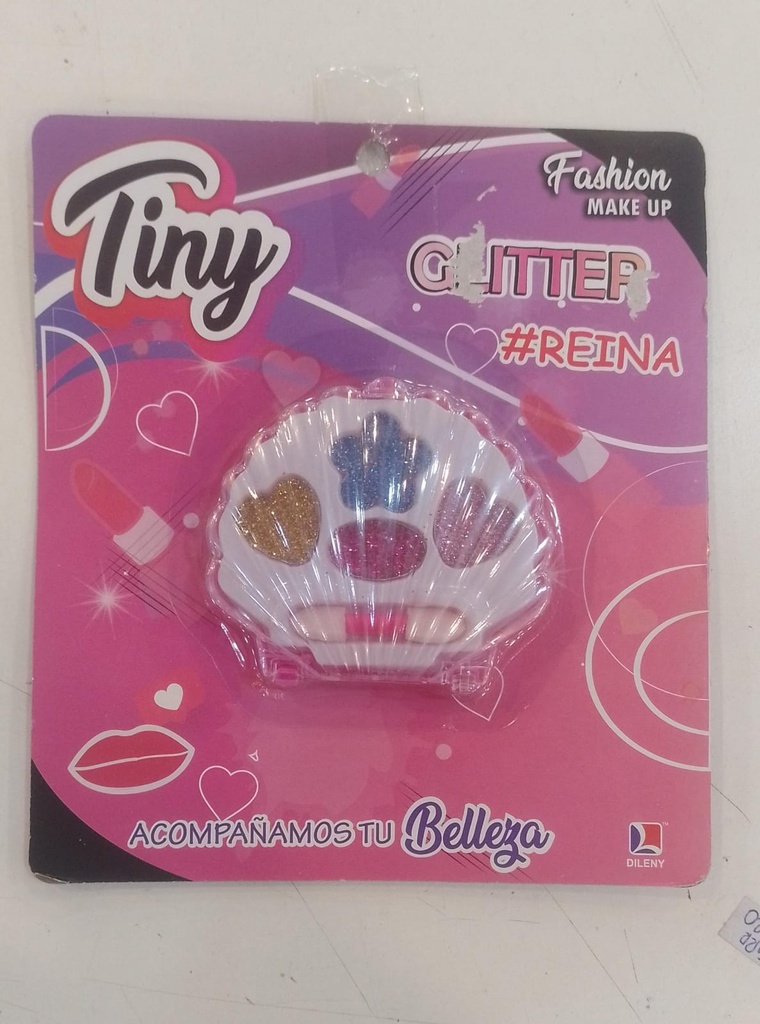 Tiny
Fashion
MAKE UP
GLITTER
#REINA
ACOMPAÑAMOS TU Belleza
DILENY